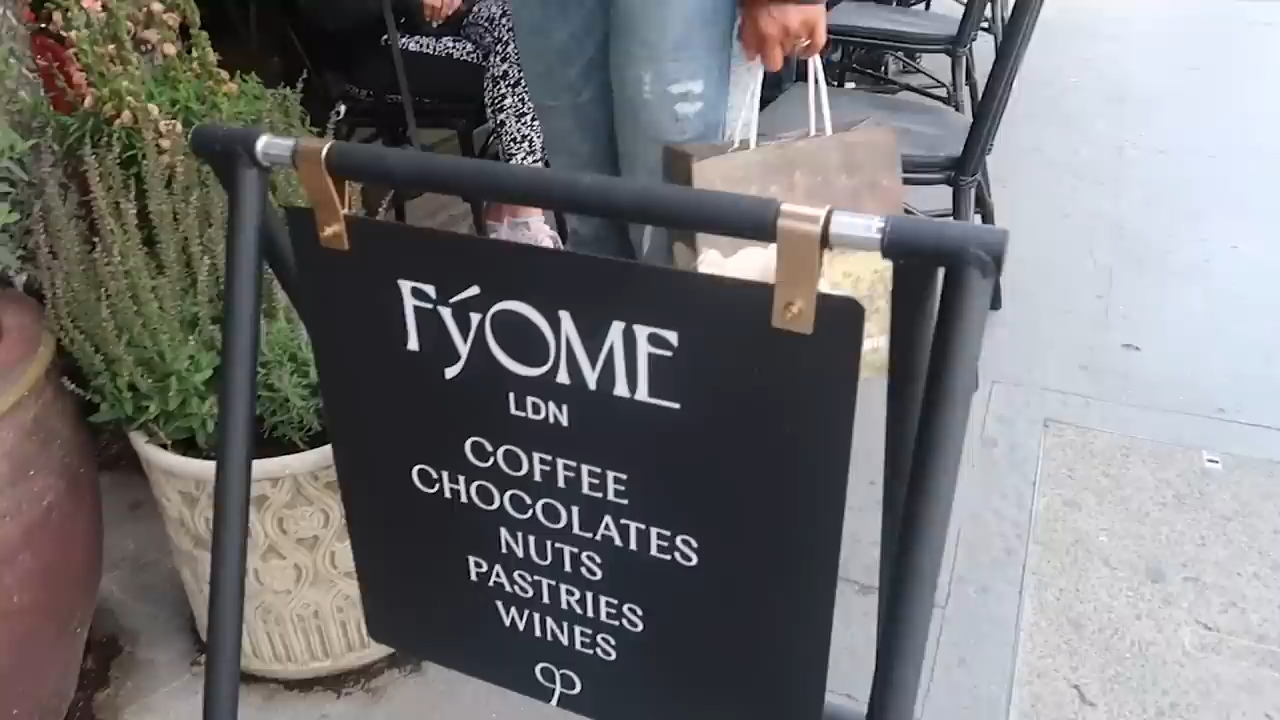 FýOME
LDN
COFFEE
CHOCOLATES
NUTS
PASTRIES
WINES